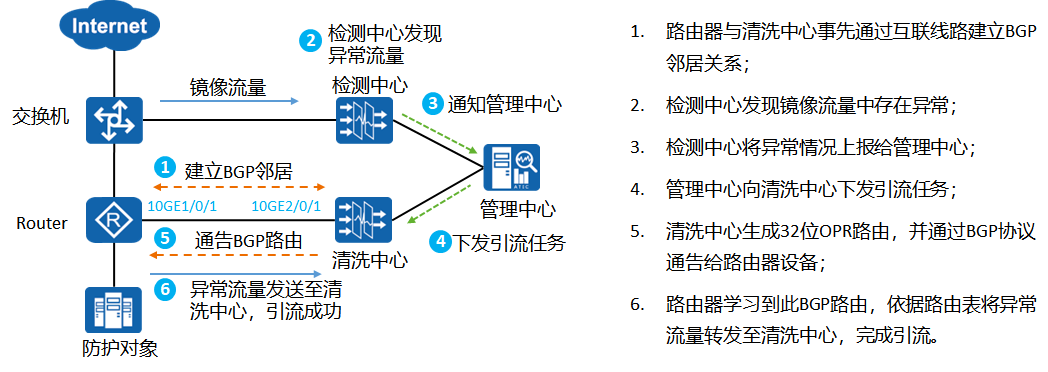 Internet
2 检测中心发现
异常流量
镜像流量
检测中心
3 通知管理中心
交换机
1 建立BGP邻居
ATIC
管理中心
10GE1/0/1
10GE2/0/1
Router
R
5 通告BGP路由
4 下发引流任务
清洗中心
6 异常流量发送至清
洗中心，引流成功
防护对象
1. 路由器与清洗中心事先通过互联线路建立BGP
邻居关系；
2. 检测中心发现镜像流量中存在异常；
3. 检测中心将异常情况上报给管理中心；
4. 管理中心向清洗中心下发引流任务；
5. 清洗中心生成32位OPR路由，并通过BGP协议
通告给路由器设备；
6. 路由器学习到此BGP路由，依据路由表将异常
流量转发至清洗中心，完成引流。